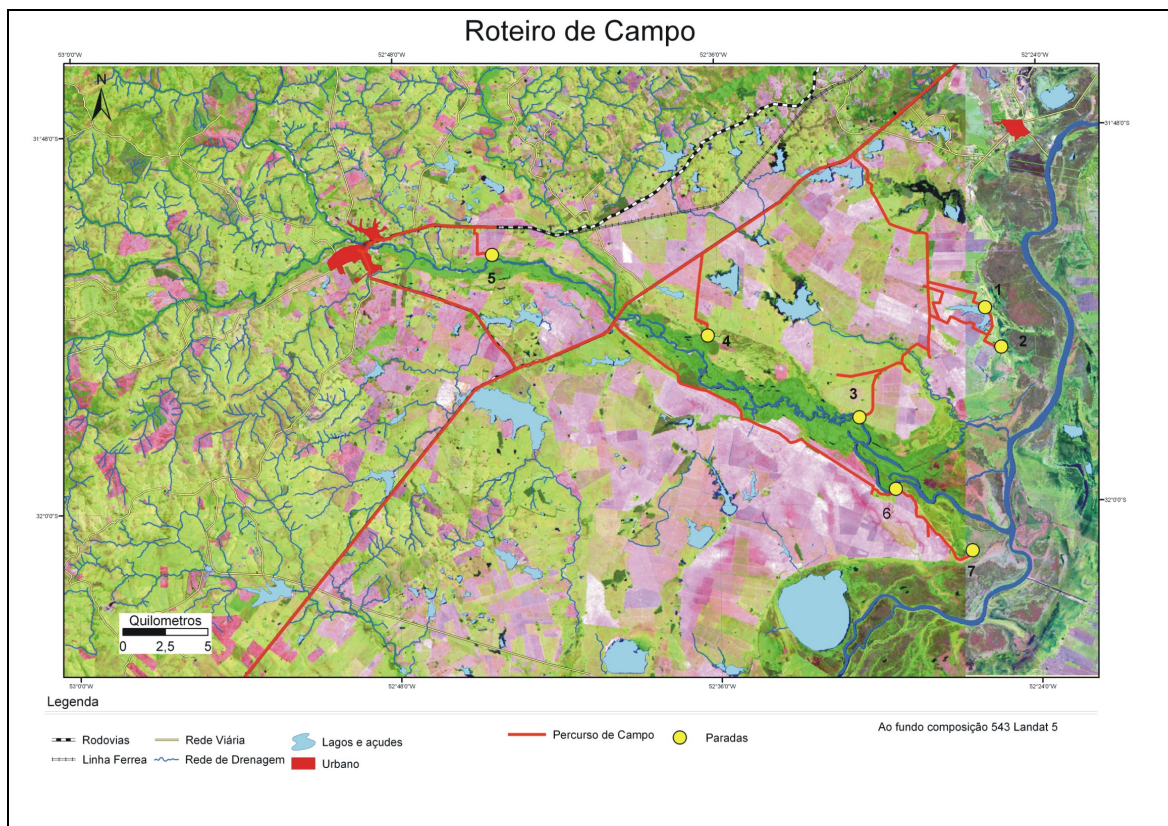 Roteiro de Campo
53°0'0"W
52°48'0"W
52°36'0"W
52°24'0"W
N
31°48'0"S
31°48'0"S
1
5
2
4
3
6
32°0'0"S
32°0'0"S
7
Quilometros
0 2,5 5
53°0'0"W
52°48'0"W
52°36'0"W
52°24'0"W
Legenda
Rodovias
Rede Viária
Lagos e açudes
Percurso de Campo
Paradas
Ao fundo composição 543 Landat 5
Linha Ferrea
Rede de Drenagem
Urbano